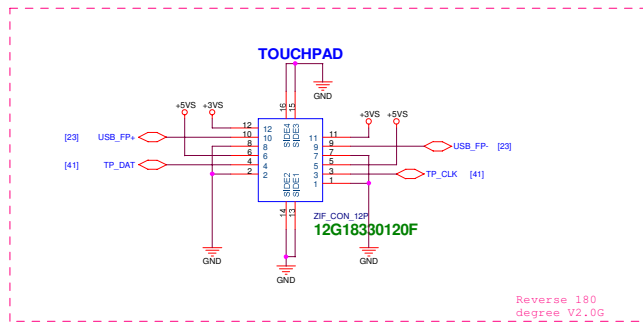 TOUCHPAD
GND
+5VS +3VS
+3VS +5VS
16 15
SIDE4 SIDE3
12 12
[23] USB_FP+ 10 10
8 8
6 6
[41] TP_DAT 4 4
2 2
11 11
9 9 USB_FP- [23]
7 7
5 5
3 3 TP_CLK [41]
1 1
SIDE2 SIDE1
14 13
ZIF_CON_12P
12G18330120F
GND
GND
GND
Reverse 180
degree V2.0G